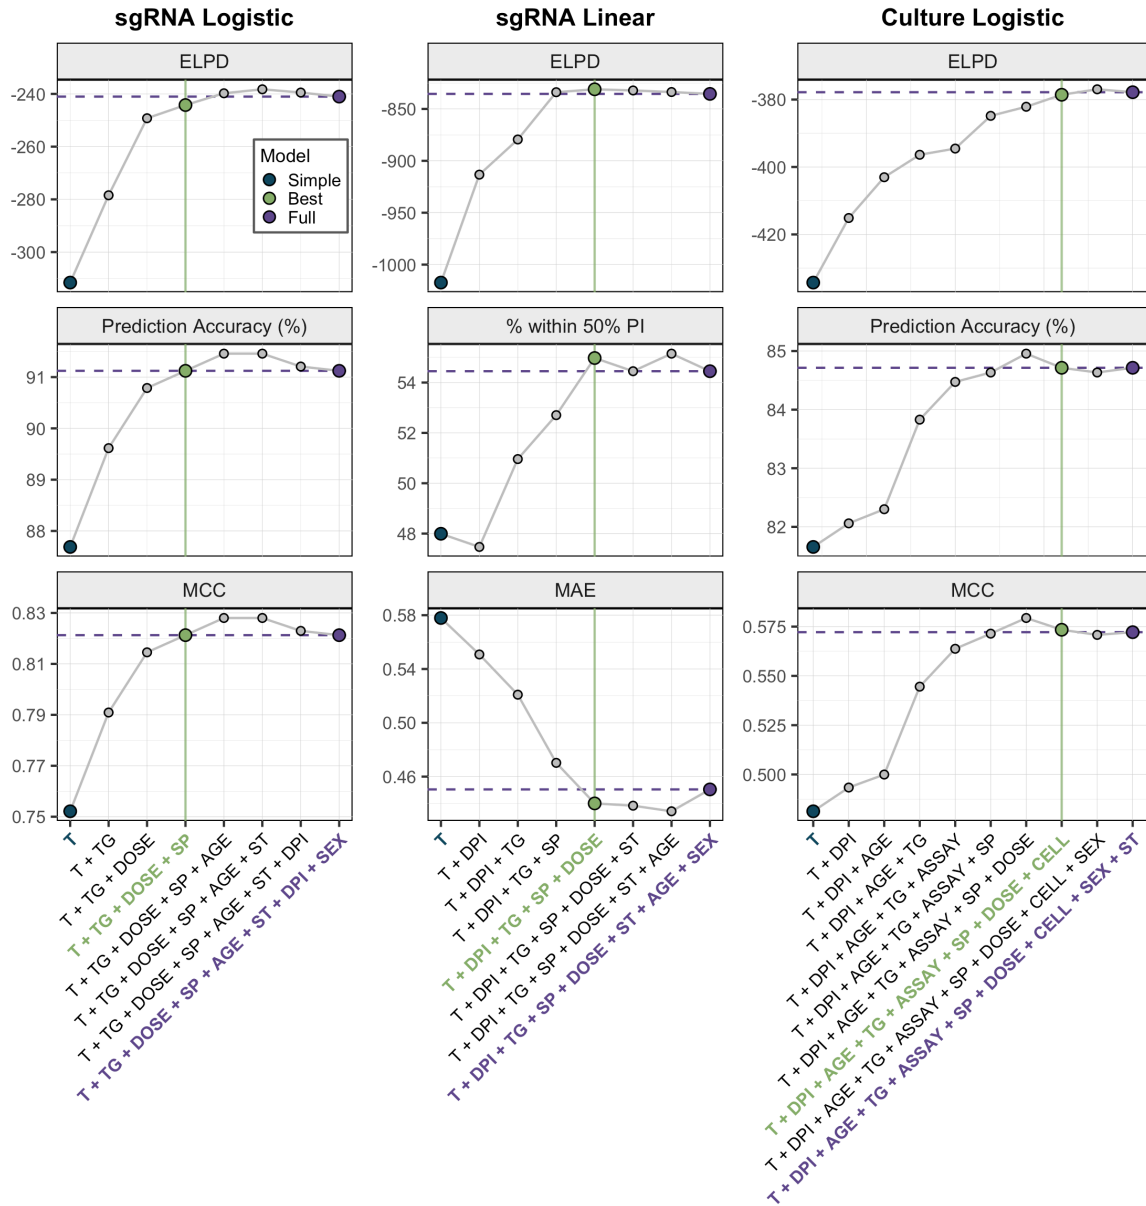 sgRNA Logistic
sgRNA Linear
Culture Logistic
ELPD
-240
-260
-280
-300
Model
Simple
Best
Full
ELPD
-850
-900
-950
-1000
ELPD
-380
-400
-420
Prediction Accuracy (%)
91
90
89
88
% within 50% PI
54
52
50
48
Prediction Accuracy (%)
85
84
83
82
MCC
0.83
0.81
0.79
0.77
0.75
MAE
0.58
0.54
0.50
0.46
MCC
0.575
0.550
0.525
0.500
T
T + TG
T + TG + DOSE
T + TG + DOSE + SP
T + TG + DOSE + SP + AGE
T + TG + DOSE + SP + AGE + ST
T + TG + DOSE + SP + AGE + ST + DPI
T + TG + DOSE + SP + AGE + ST + DPI + SEX
T
T + DPI
T + DPI + TG
T + DPI + TG + SP
T + DPI + TG + SP + DOSE
T + DPI + TG + SP + DOSE + ST
T + DPI + TG + SP + DOSE + ST + AGE
T + DPI + TG + SP + DOSE + ST + AGE + SEX
T
T + DPI
T + DPI + AGE
T + DPI + AGE + TG
T + DPI + AGE + TG + ASSAY
T + DPI + AGE + TG + ASSAY + SP
T + DPI + AGE + TG + ASSAY + SP + DOSE
T + DPI + AGE + TG + ASSAY + SP + DOSE + CELL
T + DPI + AGE + TG + ASSAY + SP + DOSE + CELL + SEX
T + DPI + AGE + TG + ASSAY + SP + DOSE + CELL + SEX + ST